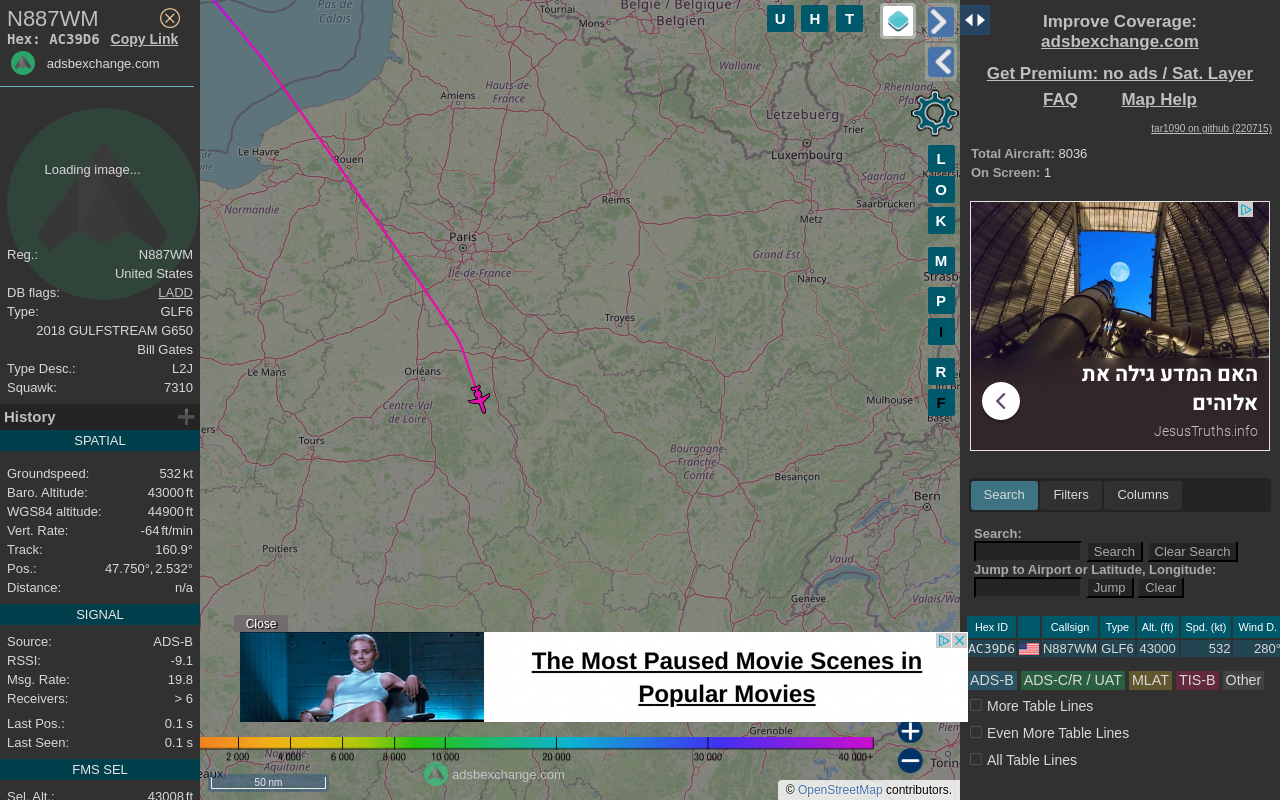 N887WM
Hex: AC39D6 Copy Link
adsbexchange.com
Loading image...
Reg.: N887WM
United States
DB flags: LADD
Type: GLF6
2018 GULFSTREAM G650
Bill Gates
Type Desc.: L2J
Squawk: 7310
History
SPATIAL
Groundspeed: 532 kt
Baro. Altitude: 43000 ft
WGS84 altitude: 44900 ft
Vert. Rate: -64 ft/min
Track: 160.9°
Pos.: 47.750°, 2.532°
Distance: n/a
SIGNAL
Source: ADS-B
RSSI: -9.1
Msg. Rate: 19.8
Receivers: > 6
Last Pos.: 0.1 s
Last Seen: 0.1 s
FMS SEL
Sel. Alt.: 43008 ft
Pas de
Calais
Tournai
Mons
België / Belgique /
Belgien
Wallonie
Amiens
Hauts-de-
France
Lëtzebuerg
Rheinland-
Trier
Le Havre
Rouen
Luxembourg
Saarland
Saarbrücken
Normandie
Reims
Metz
Paris
Île-de-France
Grand Est
Nancy
Strasb
Troyes
Le Mans
Orléans
Mulhouse
Centre-Val
de Loire
ers
Basel
Tours
Bourgogne-
Franche-
Comté
Besançon
Bern
Poitiers
Vaud
Genève
Valais/Wa
Grenoble
Torin
Nouvelle-
Aquitaine
eaux
U H T
L
O
K
M
P
I
R
F
Close
The Most Paused Movie Scenes in
Popular Movies
2 000 4 000 6 000 8 000 10 000 20 000 30 000 40 000+
adsbexchange.com
50 nm
© OpenStreetMap contributors.
Improve Coverage:
adsbexchange.com
Get Premium: no ads / Sat. Layer
FAQ Map Help
tar1090 on github (220715)
Total Aircraft: 8036
On Screen: 1
האם המדע גילה את
אלוהים
JesusTruths.info
Search Filters Columns
Search:
Search Clear Search
Jump to Airport or Latitude, Longitude:
Jump Clear
Hex ID Callsign Type Alt. (ft) Spd. (kt) Wind D.
AC39D6 N887WM GLF6 43000 532 280°
ADS-B ADS-C/R / UAT MLAT TIS-B Other
More Table Lines
Even More Table Lines
All Table Lines